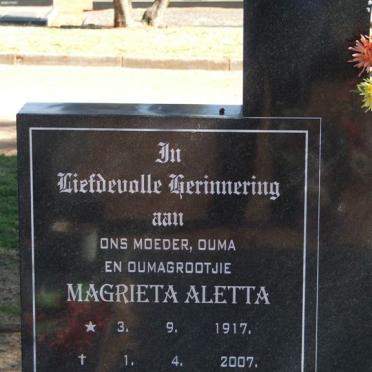 In
Liefdevolle Herinnering
aan
ONS MOEDER, OUMA
EN OUMAGROOTJIE
MAGRIETA ALETTA
★ 3. 9. 1917.
✝ 1. 4. 2007.